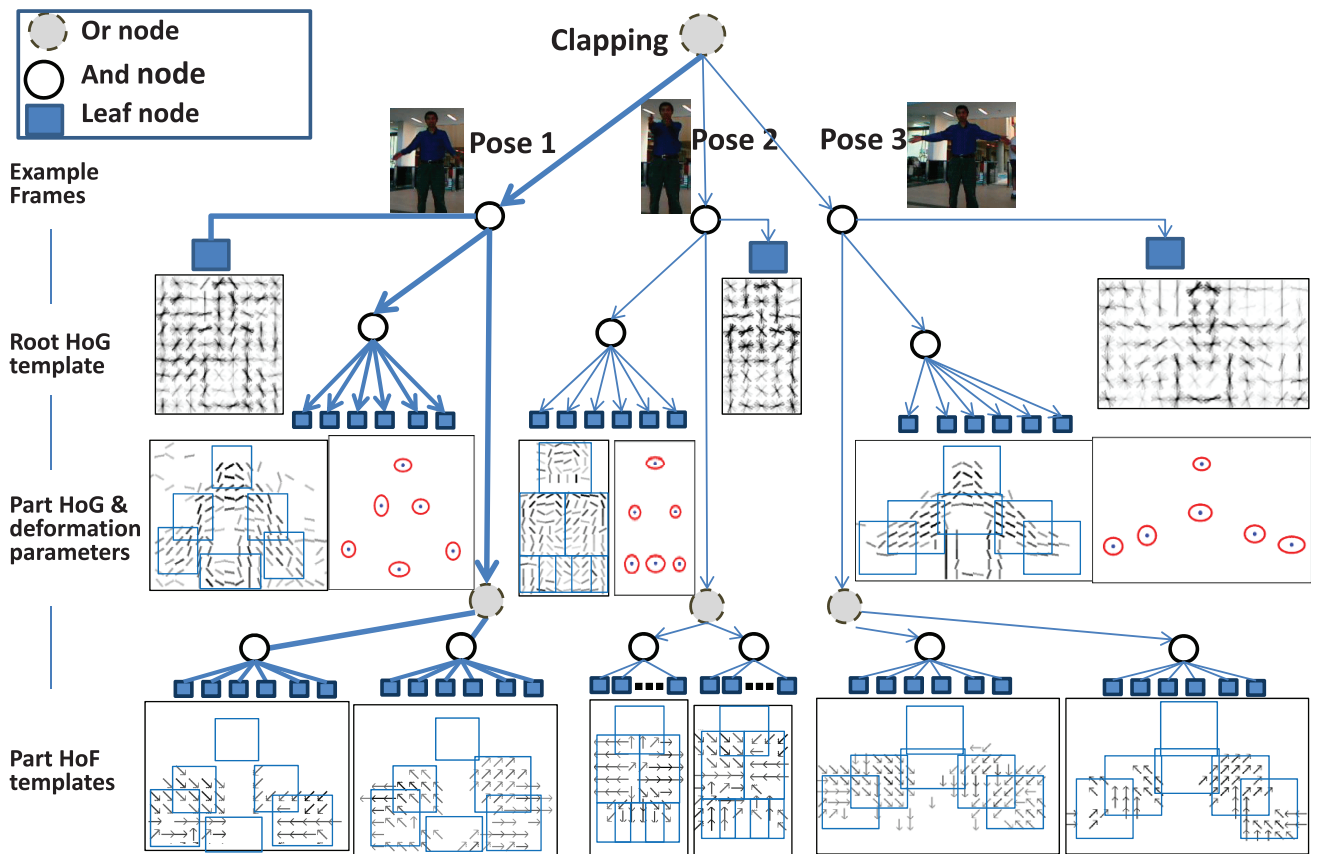 Or node
And node
Leaf node
Clapping
Pose 1
Pose 2
Pose 3
Example
Frames
Root HoG
template
Part HoG &
deformation
parameters
Part HoF
templates